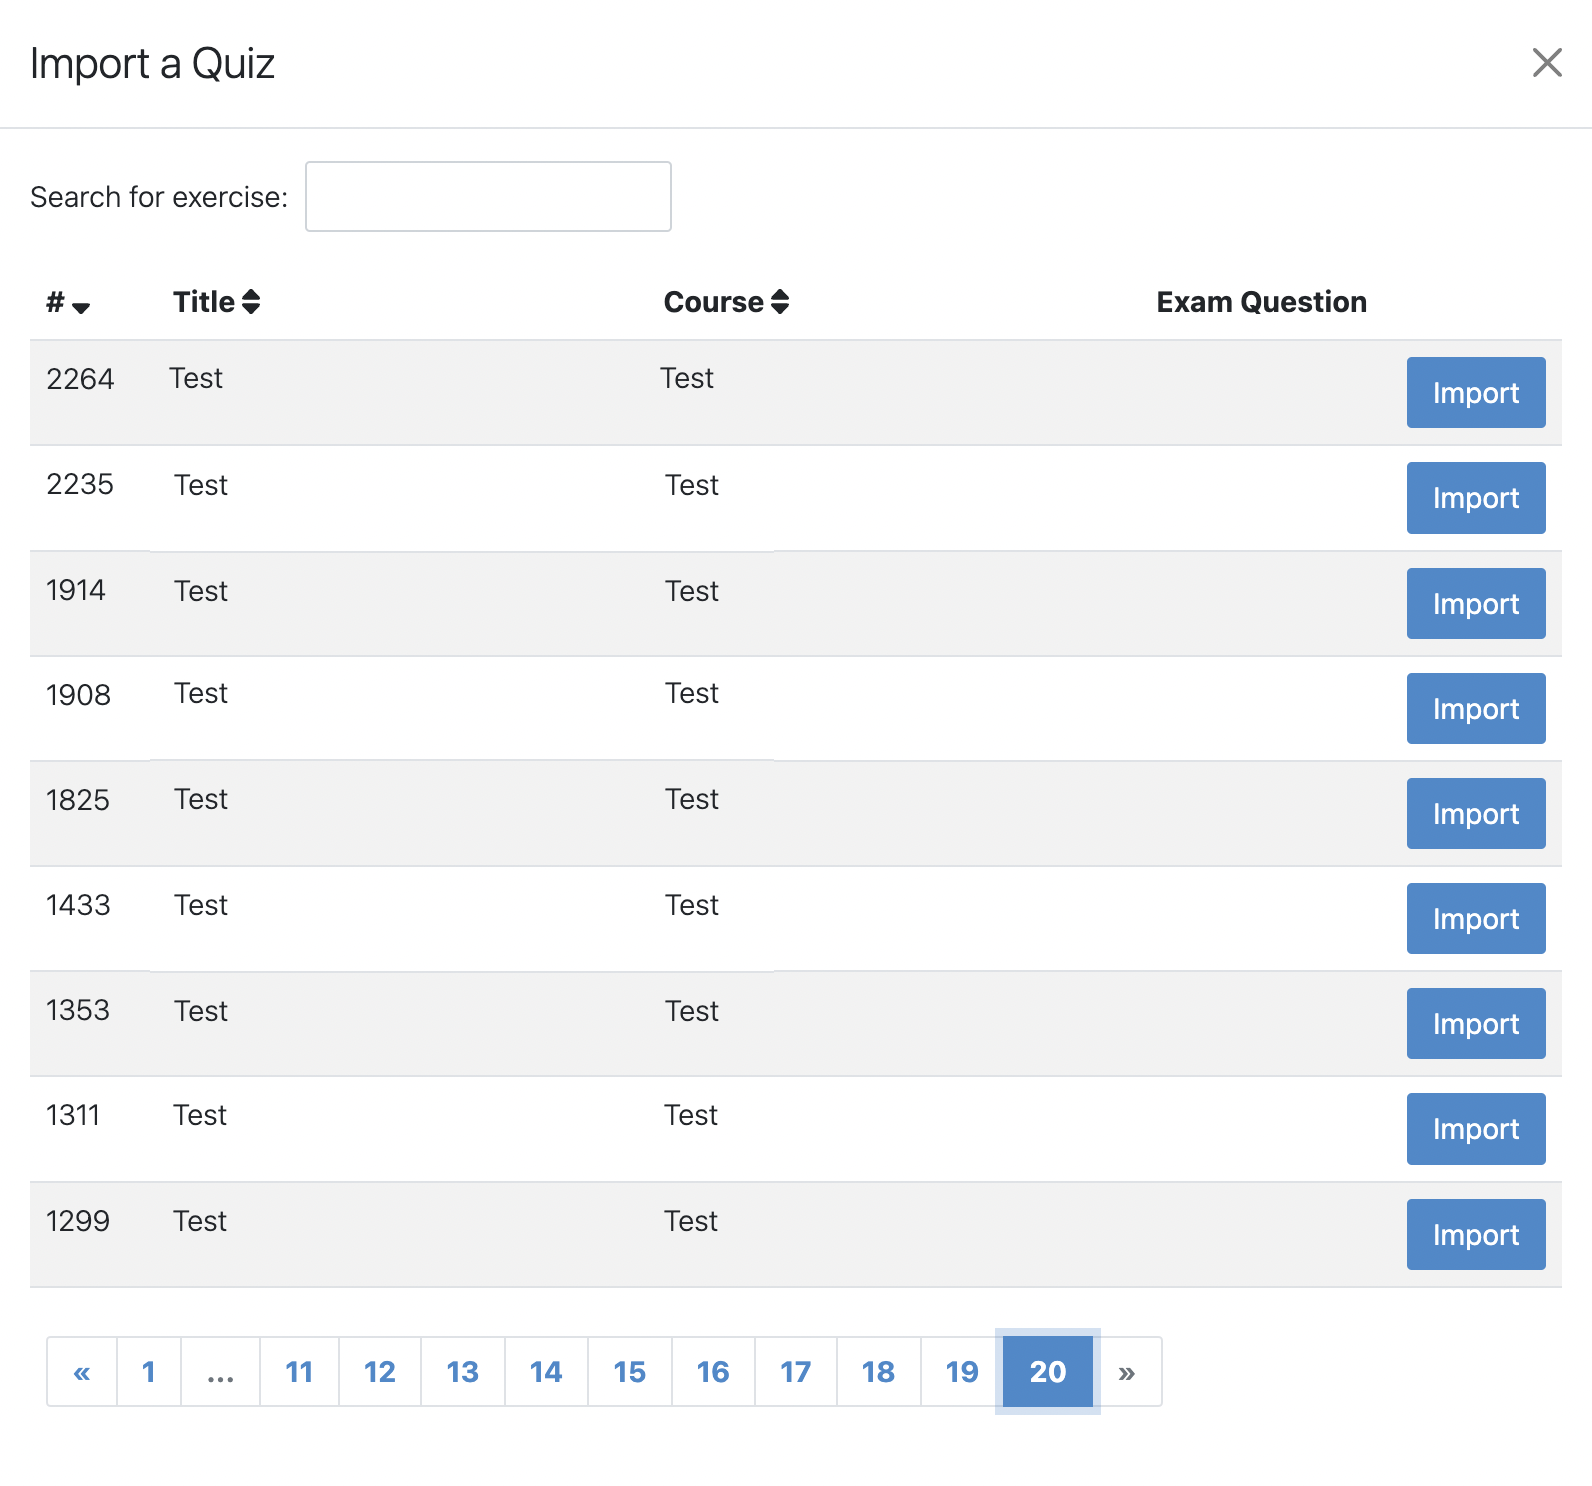 Import a Quiz
Search for exercise:
# Title Course Exam Question
2264 Test Test Import
2235 Test Test Import
1914 Test Test Import
1908 Test Test Import
1825 Test Test Import
1433 Test Test Import
1353 Test Test Import
1311 Test Test Import
1299 Test Test Import
« 1 ... 11 12 13 14 15 16 17 18 19 20 »